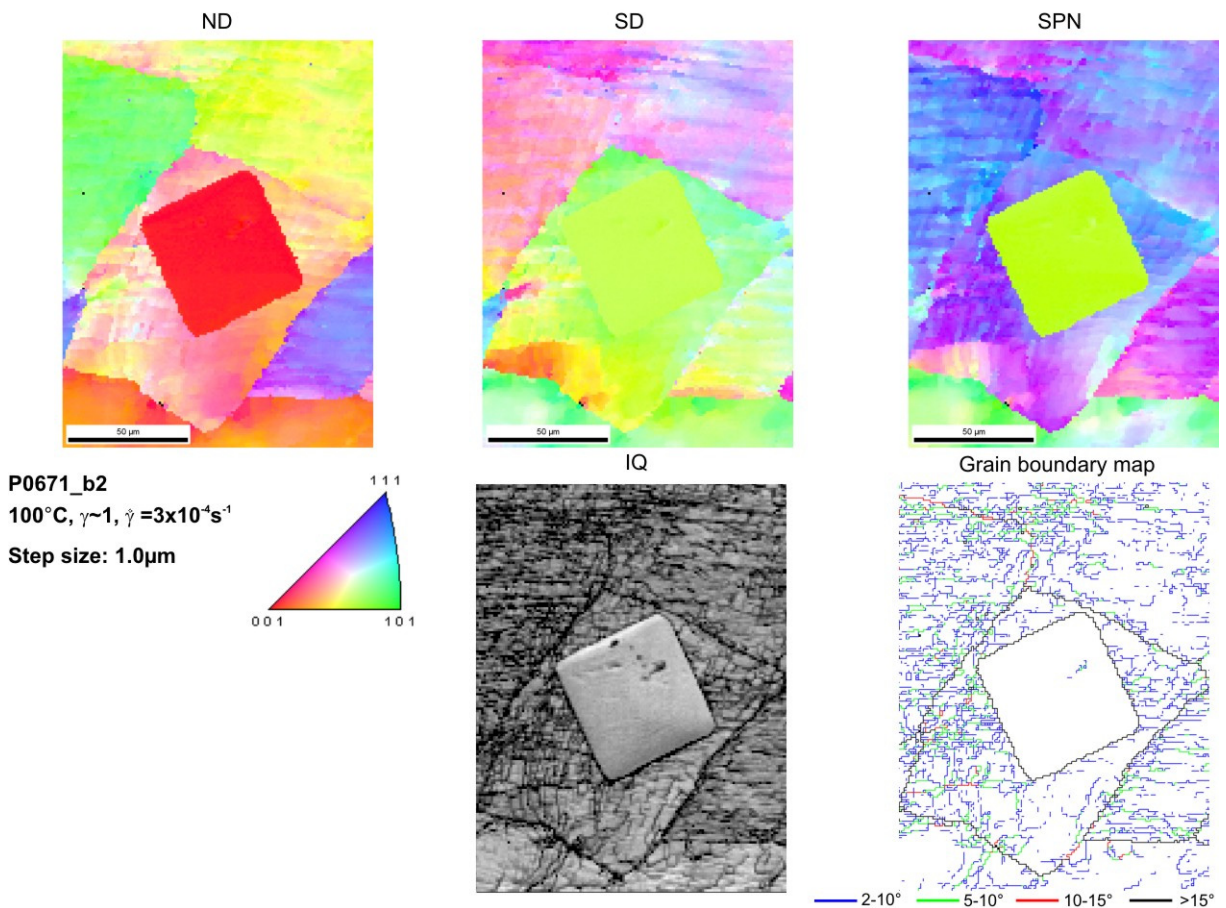 ND
SD
SPN
50 µm
50 µm
50 µm
IQ
Grain boundary map
P0671_b2
100°C, γ~1, γ̇ =3x10⁻⁴s⁻¹
Step size: 1.0µm
1 1 1
0 0 1
1 0 1
2-10°
5-10°
10-15°
>15°